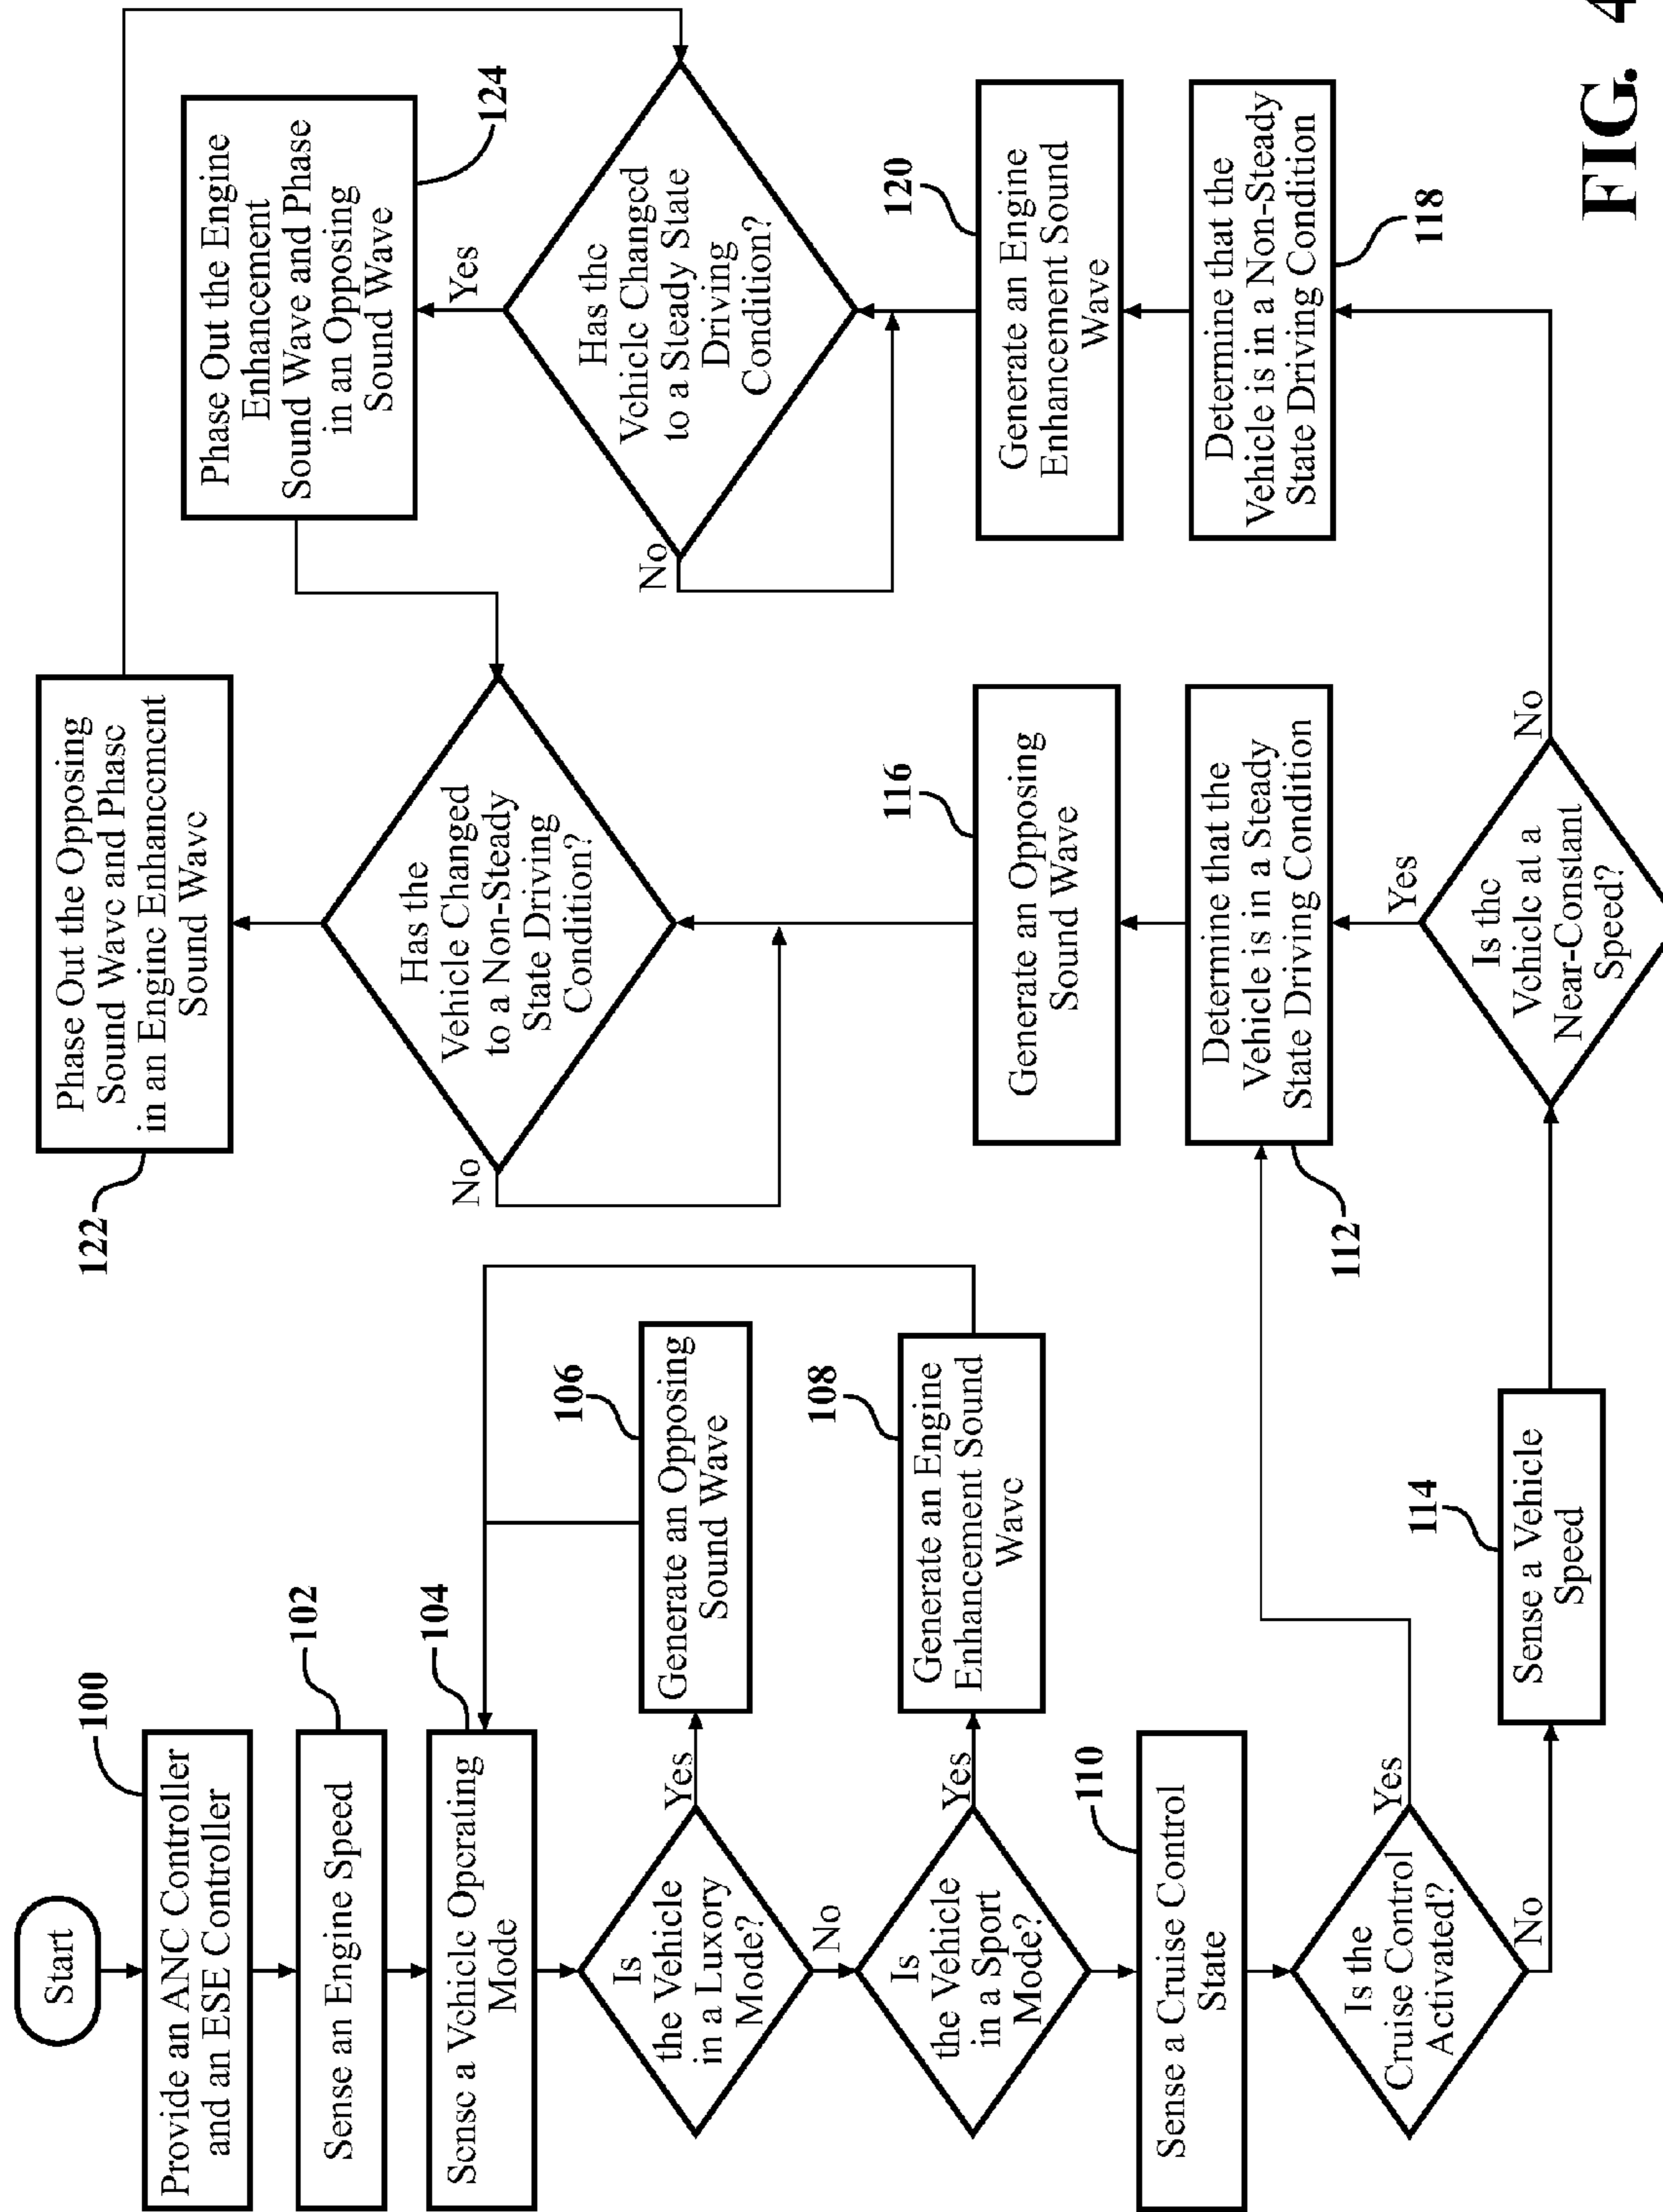 Start
100
Provide an ANC Controller
and an ESE Controller
102
Sense an Engine Speed
104
Sense a Vehicle Operating
Mode
Is
the Vehicle
in a Luxory
Mode?
Yes
No
106
Generate an Opposing
Sound Wave
Is
the Vehicle
in a Sport
Mode?
Yes
108
Generate an Engine
Enhancement Sound
Wave
110
Sense a Cruise Control
State
Is the
Cruise Control
Activated?
Yes
No
114
Sense a Vehicle
Speed
Is the
Vehicle at a
Near-Constant
Speed?
Yes
No
112
Determine that the
Vehicle is in a Steady
State Driving Condition
116
Generate an Opposing
Sound Wave
Has the
Vehicle Changed
to a Non-Steady
State Driving
Condition?
No
122
Phase Out the Opposing
Sound Wave and Phase
in an Engine Enhancement
Sound Wave
118
Determine that the
Vehicle is in a Non-Steady
State Driving Condition
120
Generate an Engine
Enhancement Sound
Wave
Has the
Vehicle Changed
to a Steady State
Driving
Condition?
No
Yes
124
Phase Out the Engine
Enhancement
Sound Wave and Phase
in an Opposing
Sound Wave
FIG. 4